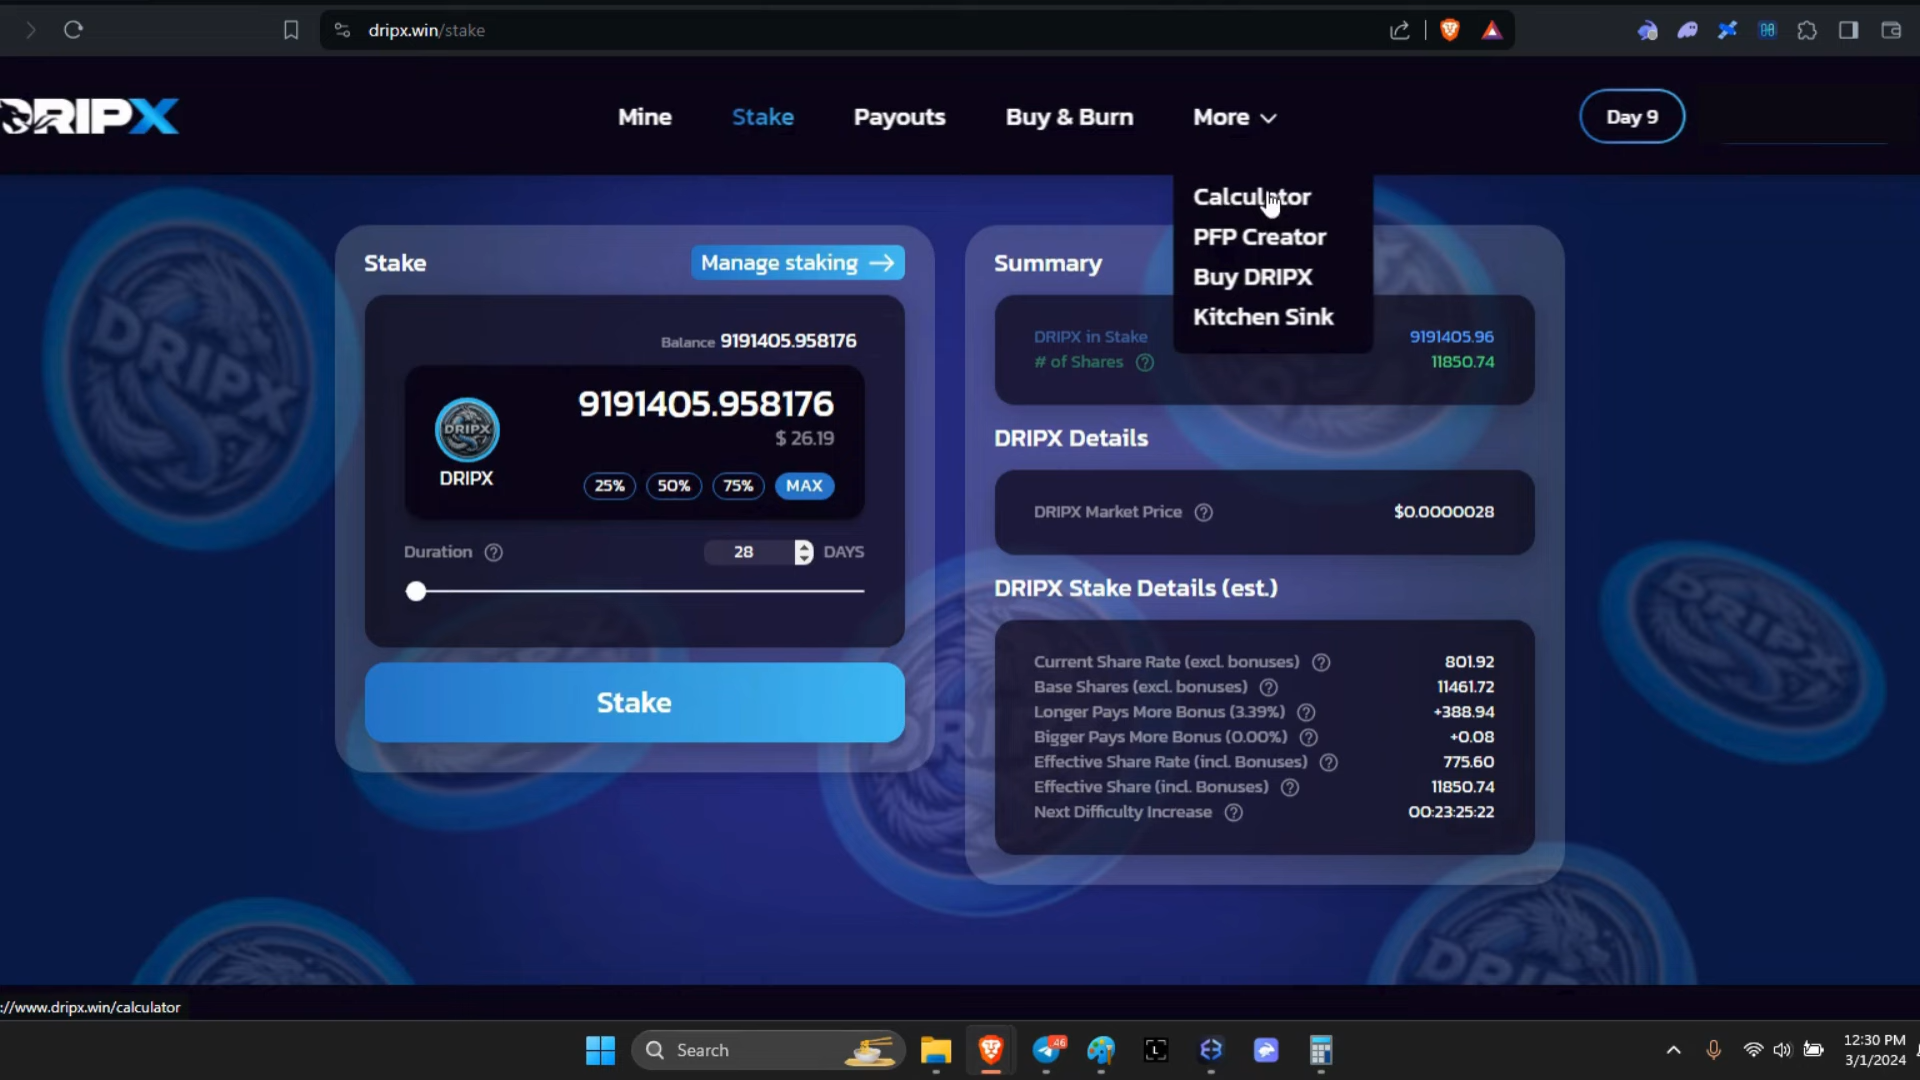 dripx.win/stake
DRIPX
Mine
Stake
Payouts
Buy & Burn
More
Day 9
Calculator
PFP Creator
Buy DRIPX
Kitchen Sink
Stake
Manage staking →
Balance 9191405.958176
DRIPX
9191405.958176
$ 26.19
DRIPX
25% 50% 75% MAX
Duration ? 28 DAYS
Stake
Summary
DRIPX in Stake 9191405.96
# of Shares ? 11850.74
DRIPX Details
DRIPX Market Price ? $0.0000028
DRIPX Stake Details (est.)
Current Share Rate (excl. bonuses) ? 801.92
Base Shares (excl. bonuses) ? 11461.72
Longer Pays More Bonus (3.39%) ? +388.94
Bigger Pays More Bonus (0.00%) ? +0.08
Effective Share Rate (incl. Bonuses) ? 775.60
Effective Share (incl. Bonuses) ? 11850.74
Next Difficulty Increase ? 00:23:25:22
DRIPX
DRIPX
://www.dripx.win/calculator
Search
46
L
12:30 PM
3/1/2024